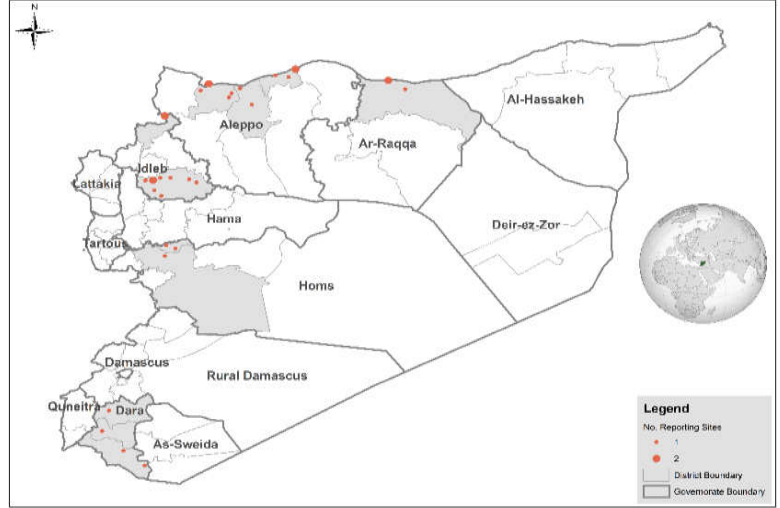 N
Al-Hassakeh
Aleppo
Ar-Raqqa
Idleb
Lattakia
Hama
Deir-ez-Zor
Tartous
Homs
Damascus
Rural Damascus
Quneitra
Dara
As-Sweida
Legend
No. Reporting Sites
1
2
District Boundary
Governorate Boundary